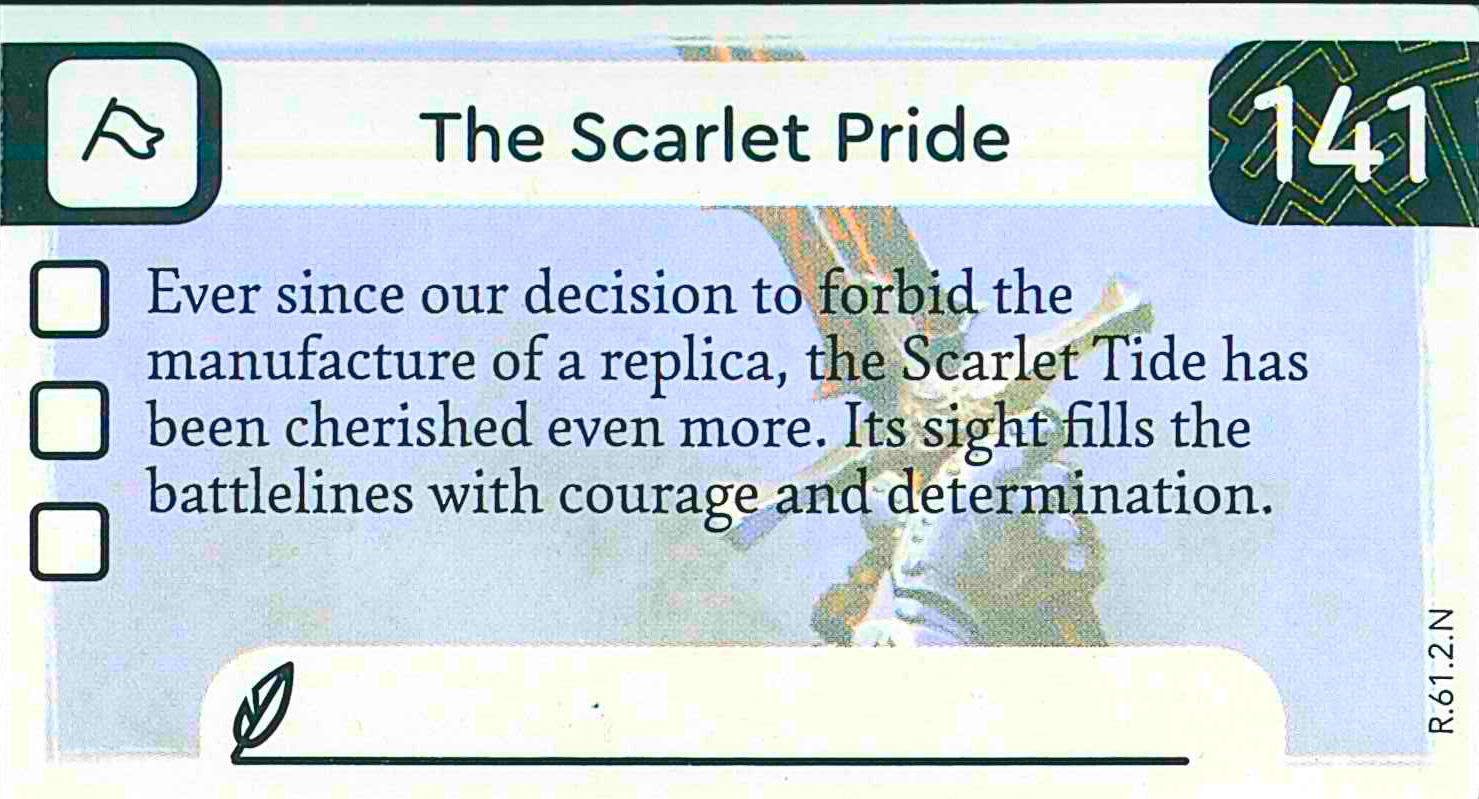 The Scarlet Pride
141
Ever since our decision to forbid the
manufacture of a replica, the Scarlet Tide has
been cherished even more. Its sight fills the
battlelines with courage and determination.
R.61.2.N